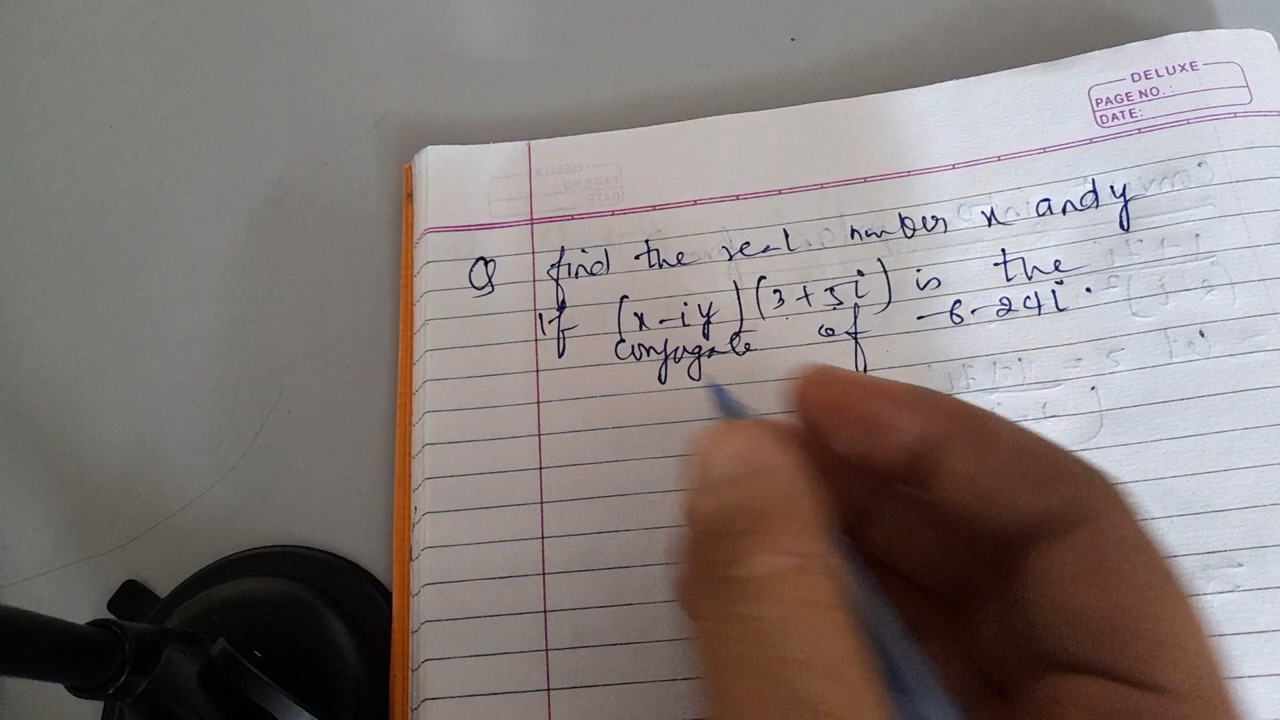 DELUXE
PAGE NO. :
DATE:
Q find the real number x and y
If (x-iy)(3+5i) is the
conjugate of -6-24i.